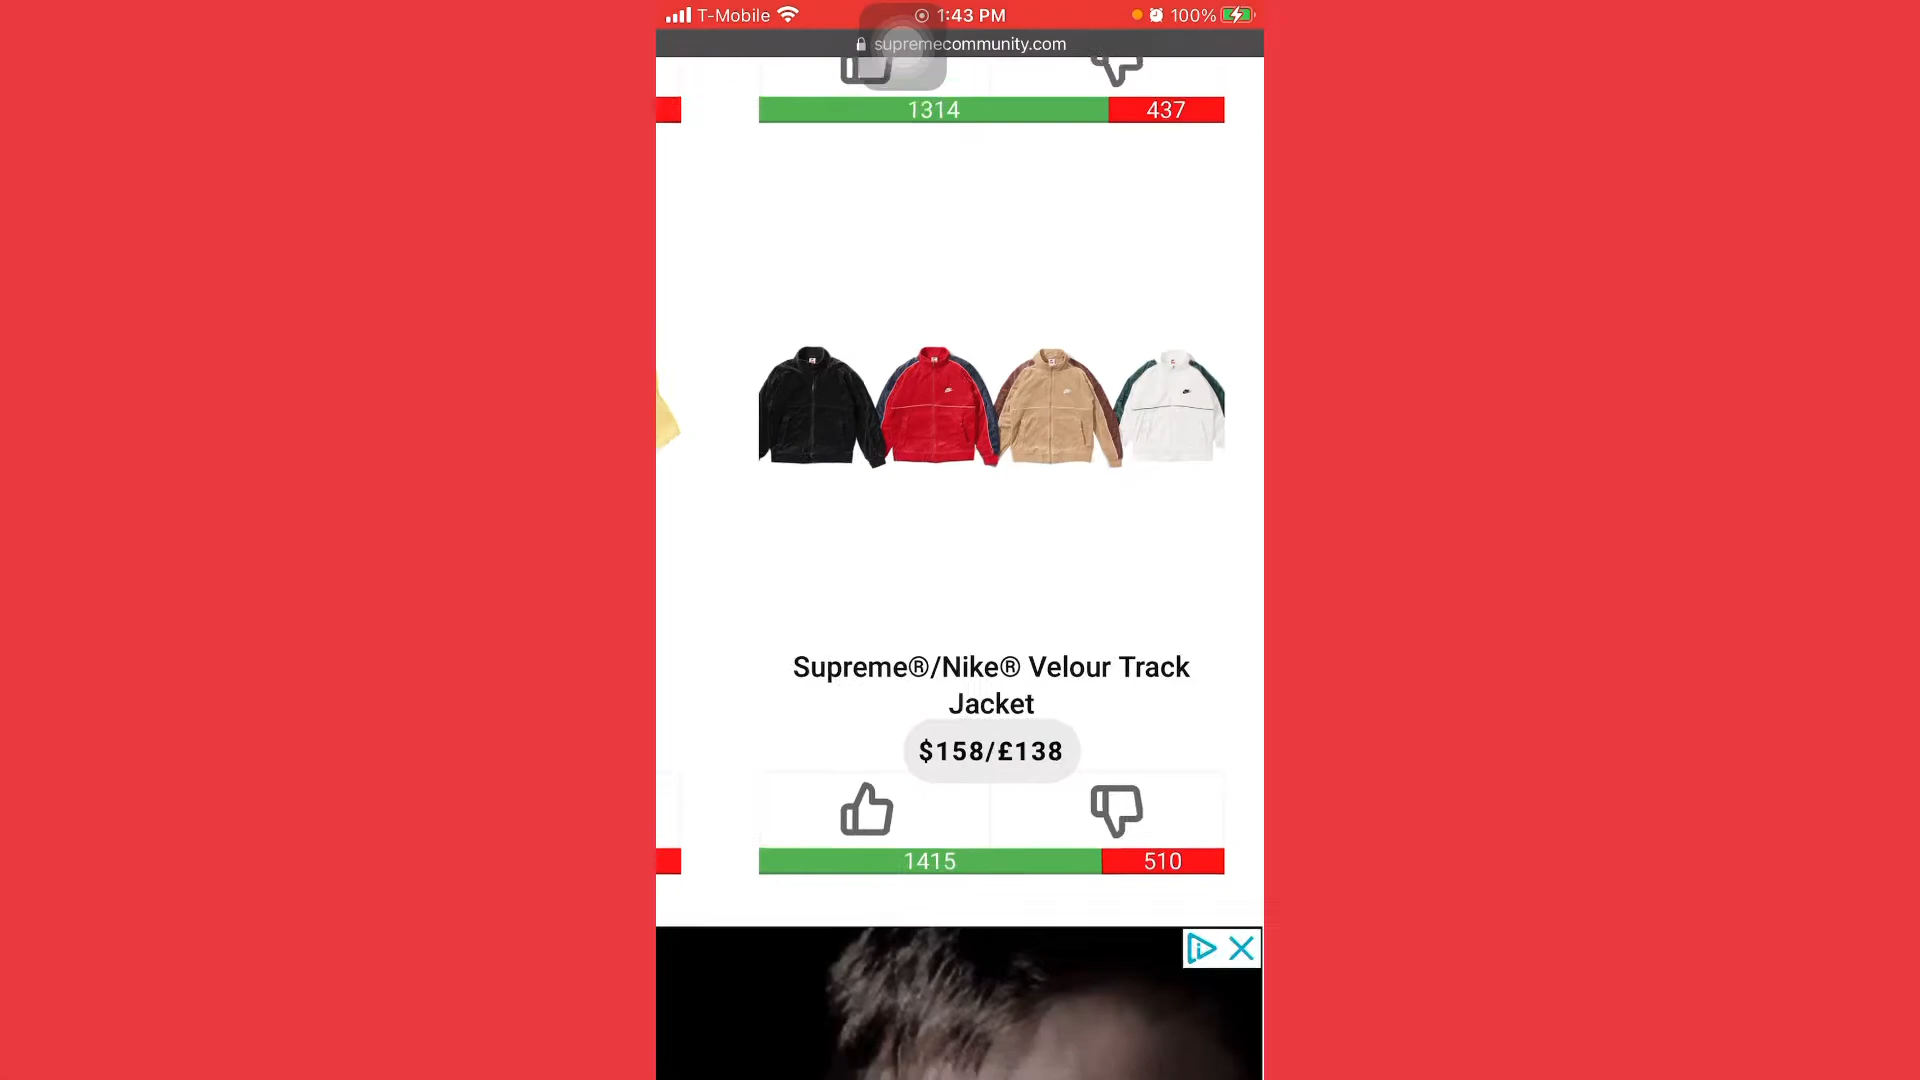 T-Mobile 1:43 PM 100%
supremecommunity.com
1314 437
Supreme®/Nike® Velour Track
Jacket
$158/£138
1415 510